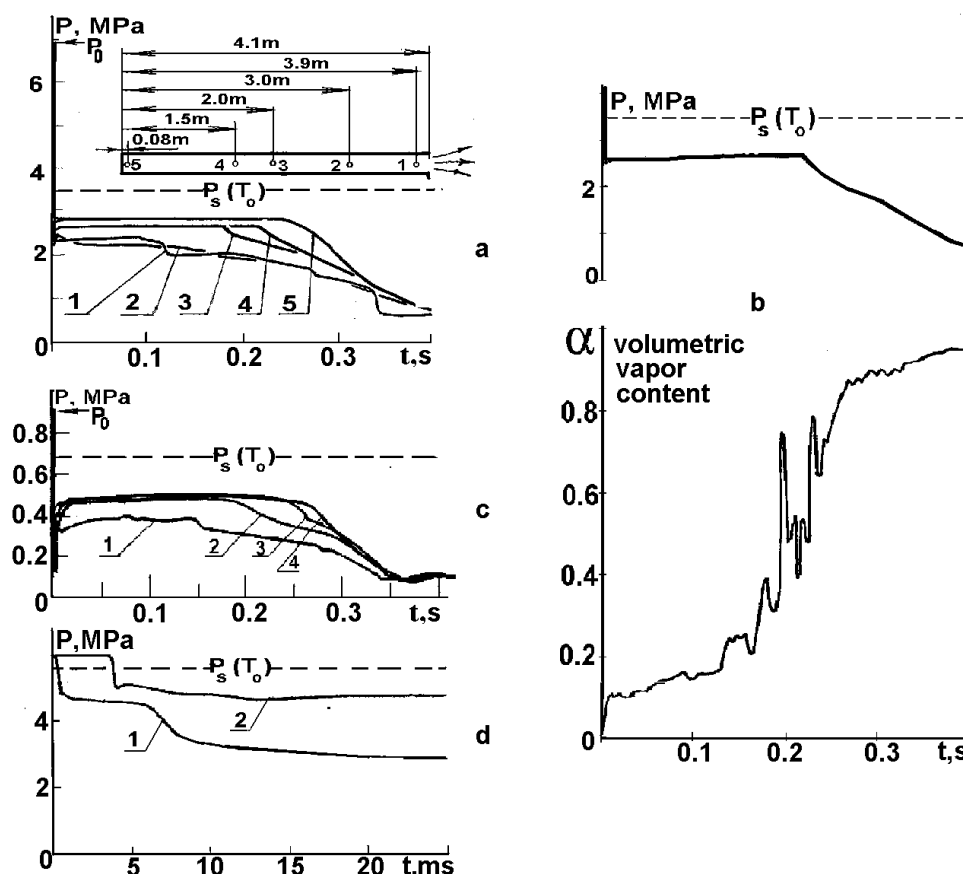 P, MPa
P₀
6
4
2
0
4.1m
3.9m
3.0m
2.0m
1.5m
0.08m
5 4 3 2 1
Pₛ (Tₒ)
1 2 3 4 5
0.1 0.2 0.3 t,s
a
P, MPa
Pₛ (Tₒ)
2
0
b
α volumetric
vapor
content
0.8
0.6
0.4
0.2
0
0.1 0.2 0.3 t,s
P, MPa
P₀
0.8
0.6
0.4
0.2
0
Pₛ (Tₒ)
1 2 3 4
0.1 0.2 0.3 t,s
c
P,MPa
Pₛ (Tₒ)
4
2
0
1 2
5 10 15 20 t,ms
d